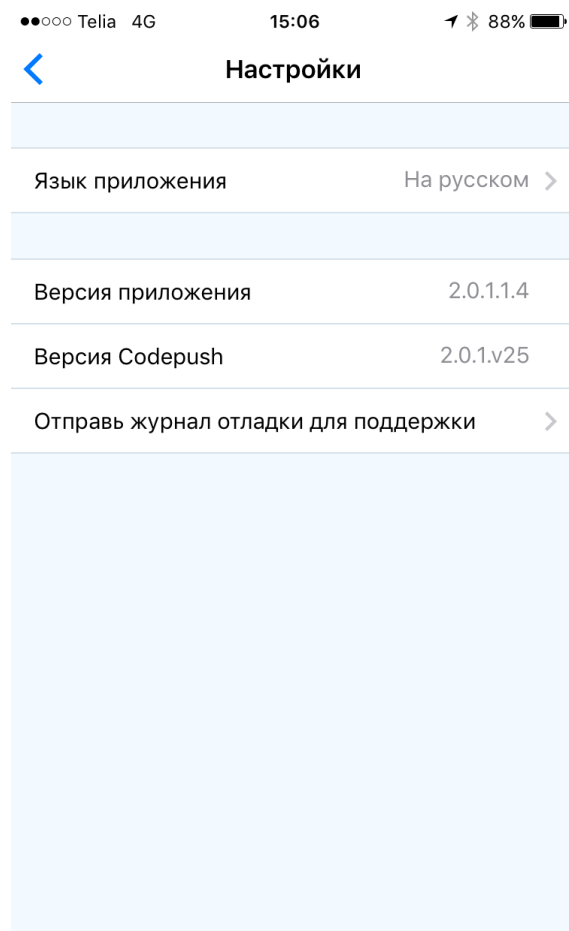 Telia 4G 15:06 88%
Настройки
Язык приложения На русском
Версия приложения 2.0.1.1.4
Версия Codepush 2.0.1.v25
Отправь журнал отладки для поддержки